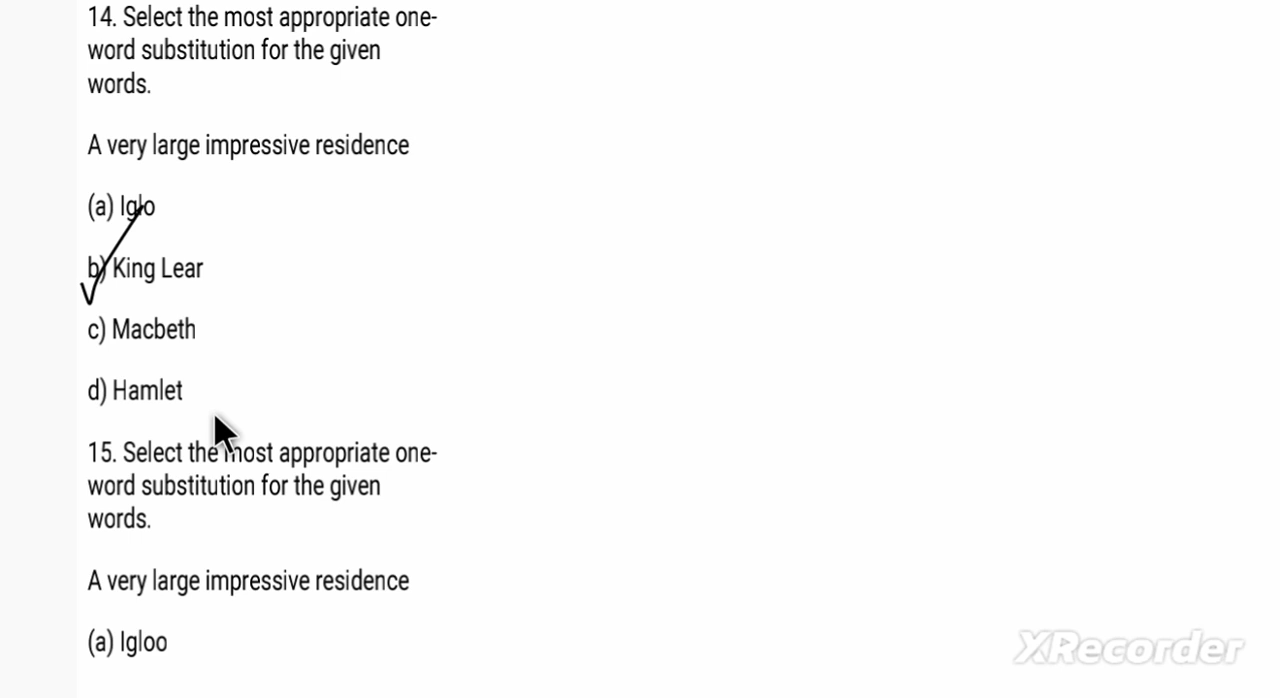 14. Select the most appropriate one-
word substitution for the given
words.
A very large impressive residence
(a) Iglo
b) King Lear
c) Macbeth
d) Hamlet
15. Select the most appropriate one-
word substitution for the given
words.
A very large impressive residence
(a) Igloo
XRecorder